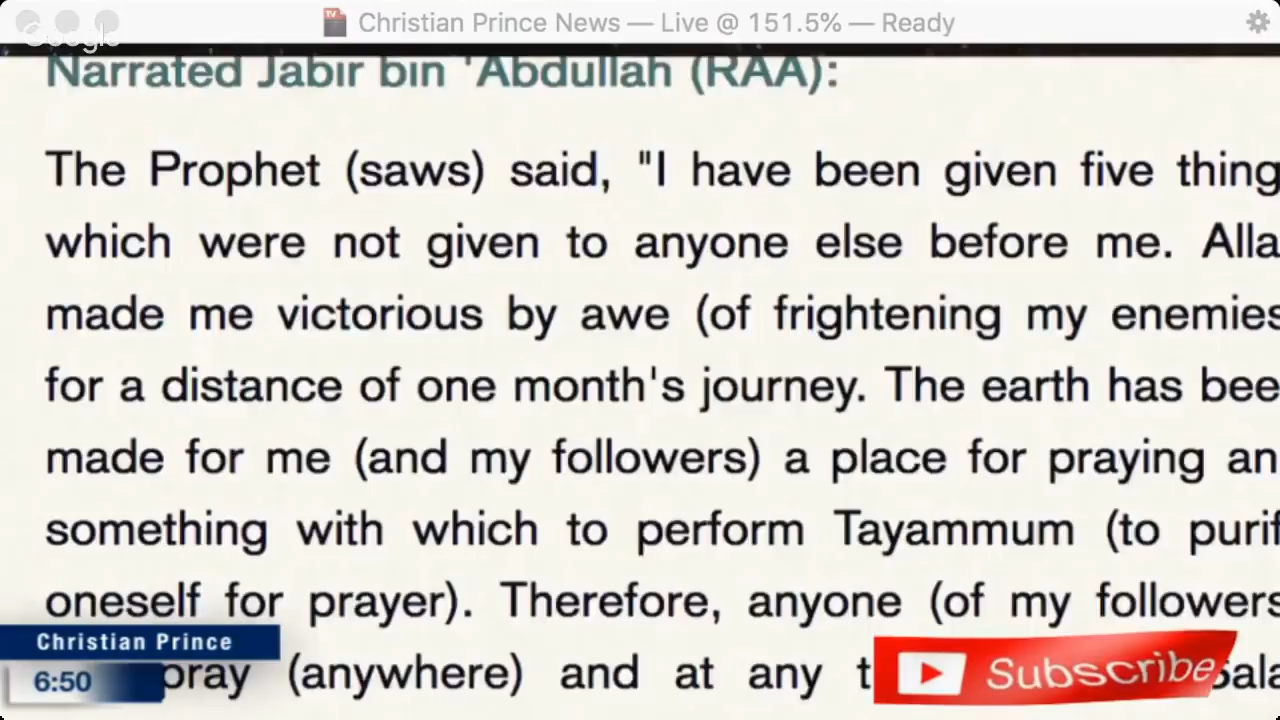 Christian Prince News — Live @ 151.5% — Ready
Google
Narrated Jabir bin 'Abdullah (RAA):
The Prophet (saws) said, "I have been given five thing
which were not given to anyone else before me. Alla
made me victorious by awe (of frightening my enemies
for a distance of one month's journey. The earth has bee
made for me (and my followers) a place for praying an
something with which to perform Tayammum (to purif
oneself for prayer). Therefore, anyone (of my followers
pray (anywhere) and at any t
Christian Prince
6:50
Subscribe